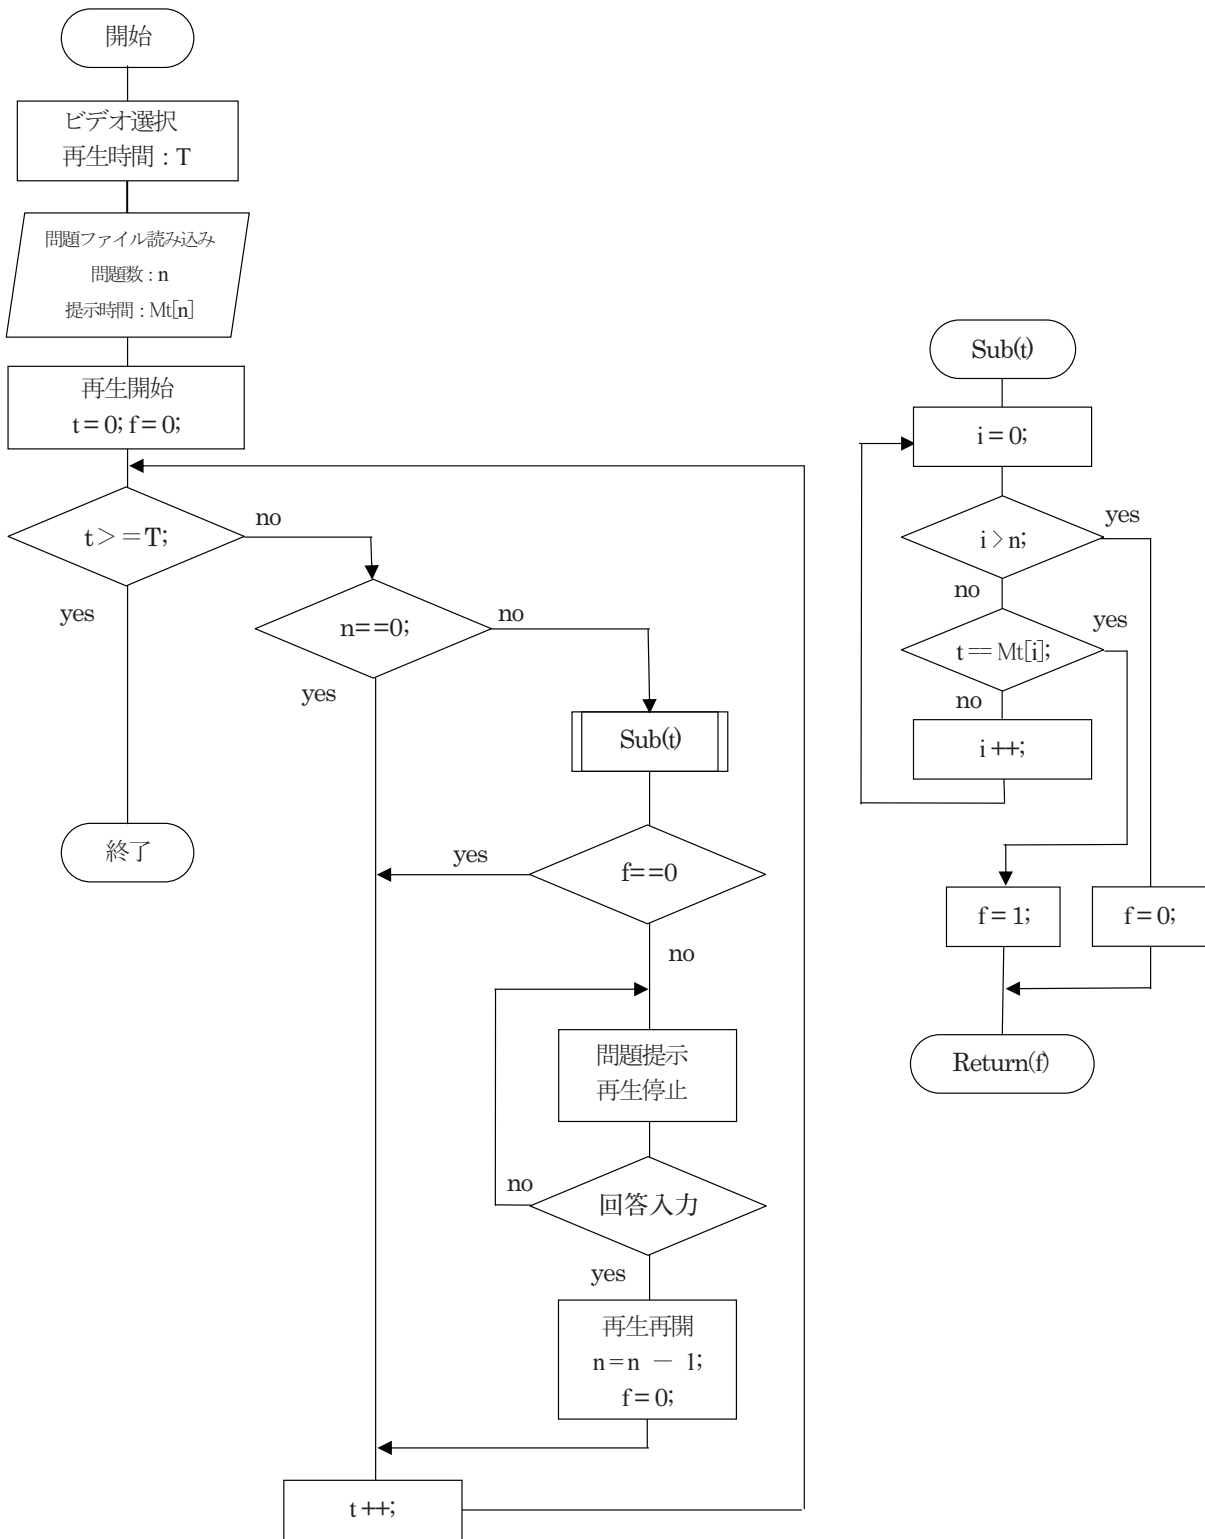 開始
ビデオ選択
再生時間：T
問題ファイル読み込み
問題数：n
提示時間：Mt[n]
再生開始
t = 0; f = 0;
t＞＝T;
no
yes
終了
n==0;
no
yes
Sub(t)
f==0
yes
no
問題提示
再生停止
回答入力
no
yes
再生再開
n=n － 1;
f = 0;
t ++;
Sub(t)
i = 0;
i > n;
yes
no
t == Mt[i];
yes
no
i ++;
f = 1;
f = 0;
Return(f)